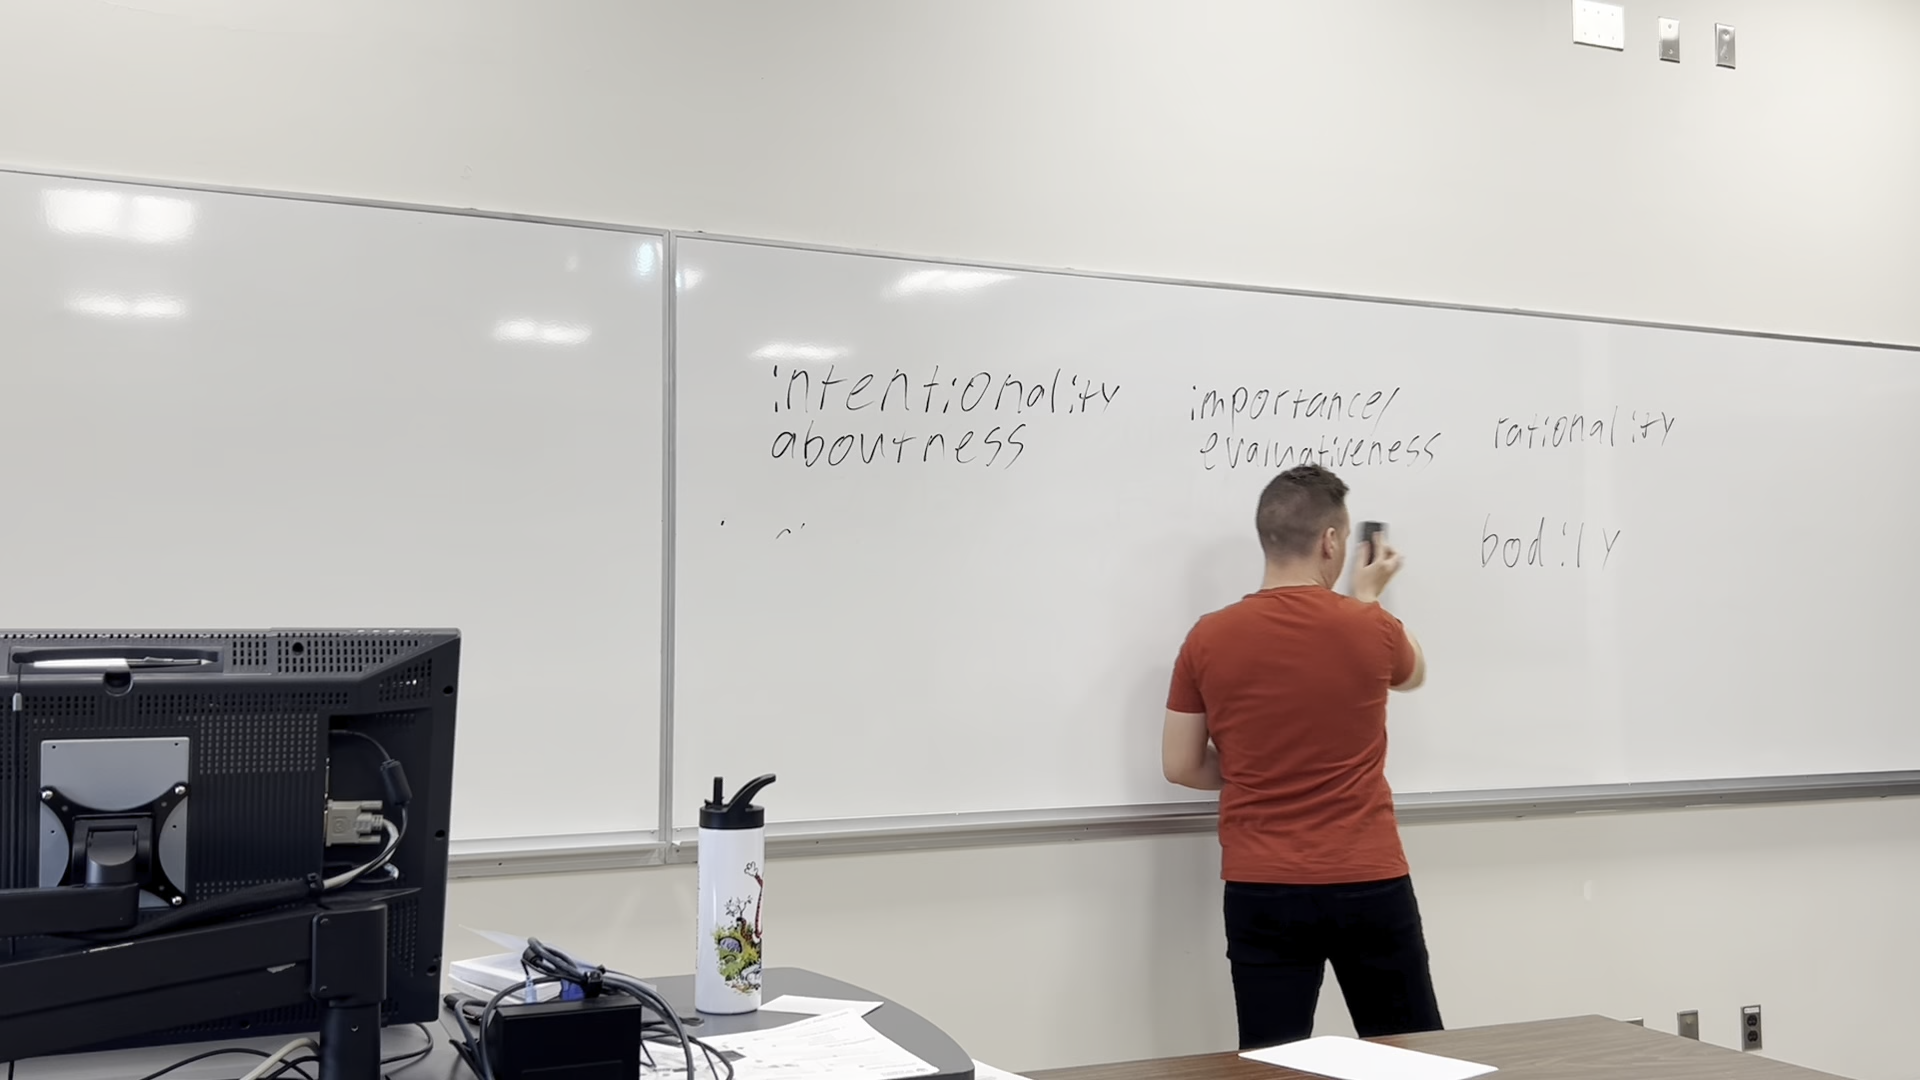 intentionality
aboutness
importance/
evaluativeness
rationality
bodily